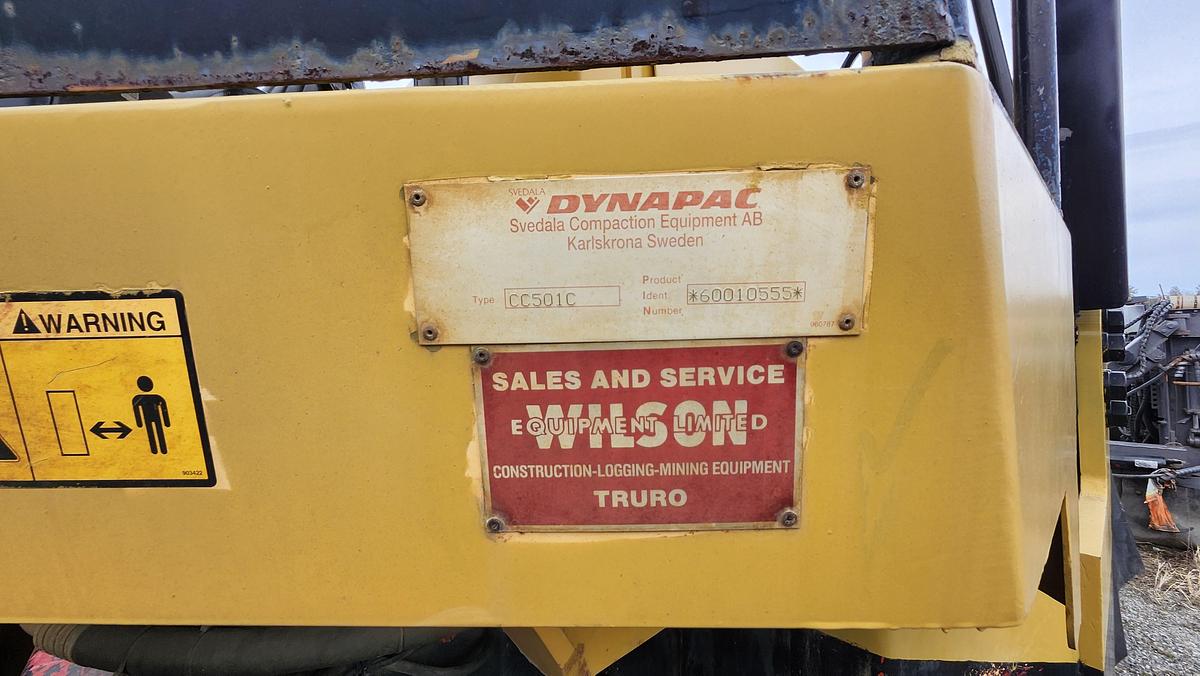 SVEDALA
DYNAPAC
Svedala Compaction Equipment AB
Karlskrona Sweden
Type CC501C
Product
Ident
Number
*60010555*
960787
WARNING
903422
SALES AND SERVICE
WILSON
EQUIPMENT LIMITED
CONSTRUCTION-LOGGING-MINING EQUIPMENT
TRURO